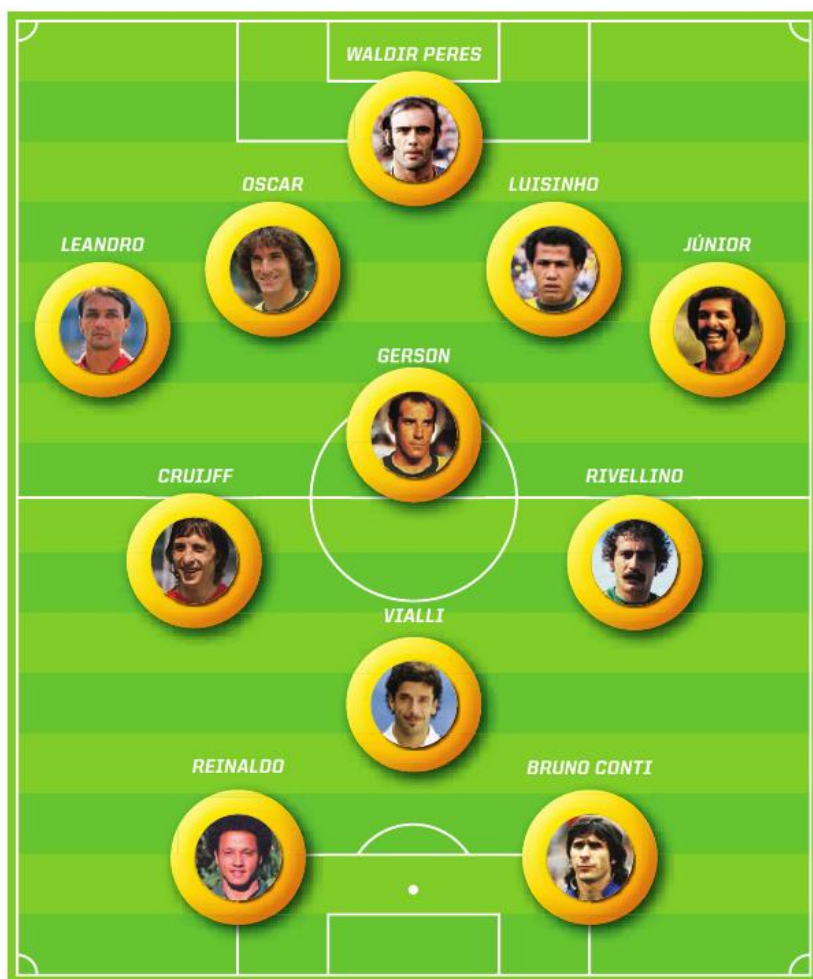 WALDIR PERES
OSCAR
LUISINHO
LEANDRO
JÚNIOR
GERSON
CRUIJFF
RIVELLINO
VIALLI
REINALDO
BRUNO CONTI